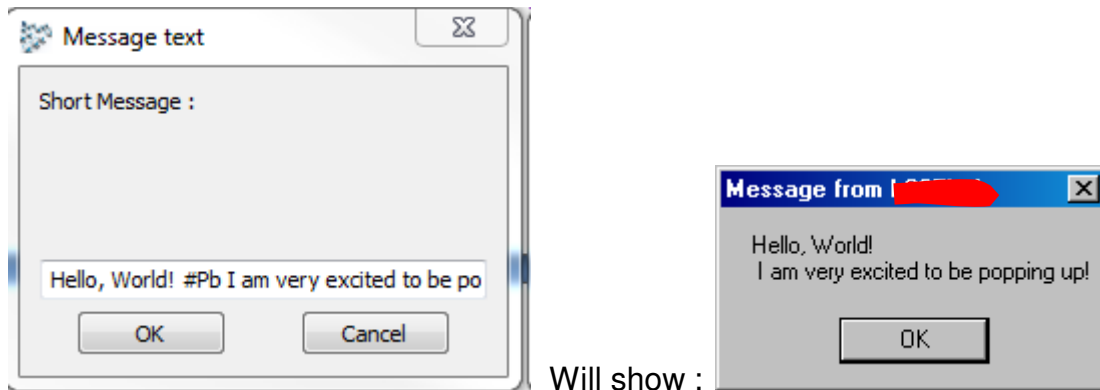 Message text
Short Message :
Hello, World! #Pb I am very excited to be po
OK Cancel
Will show :
Message from
Hello, World!
I am very excited to be popping up!
OK